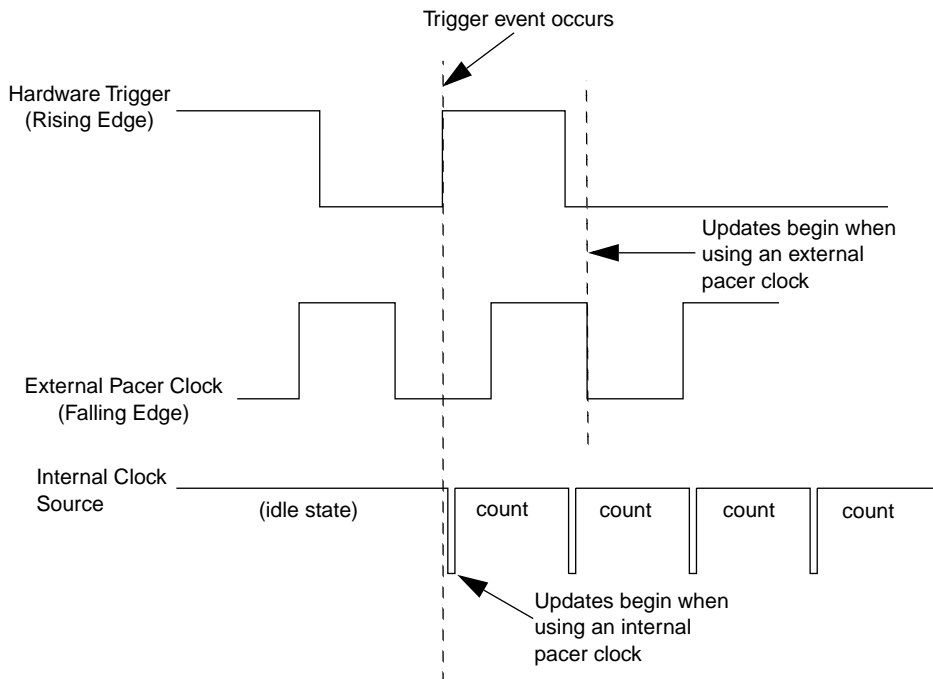 Trigger event occurs
Hardware Trigger
(Rising Edge)
Updates begin when
using an external
pacer clock
External Pacer Clock
(Falling Edge)
Internal Clock
Source
(idle state)
count
count
count
count
Updates begin when
using an internal
pacer clock